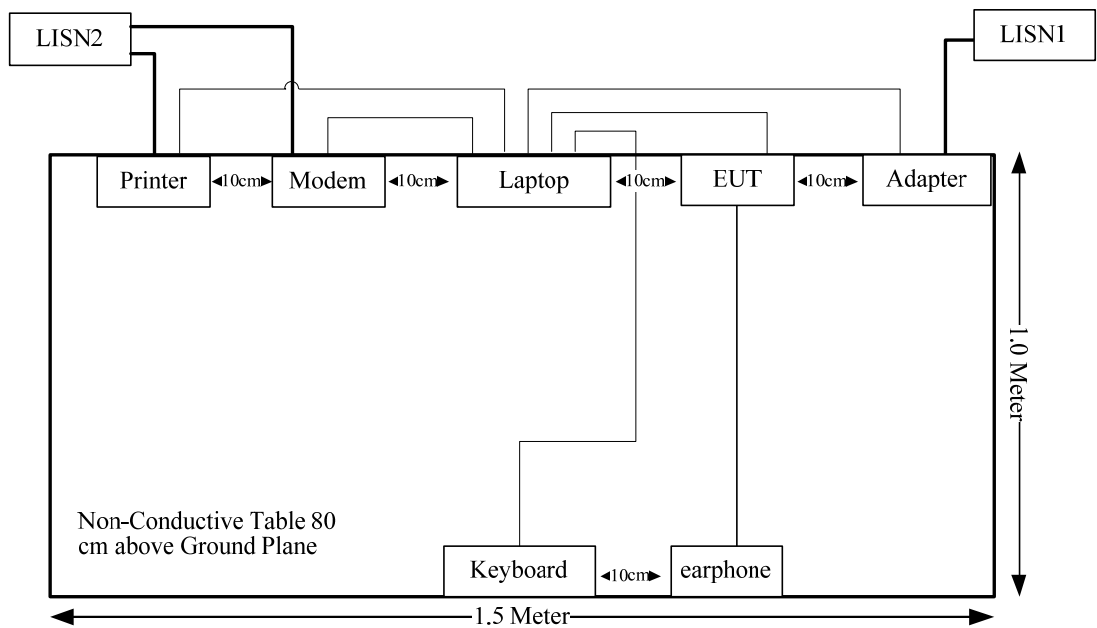 LISN2
LISN1
Printer
10cm
Modem
10cm
Laptop
10cm
EUT
10cm
Adapter
1.0 Meter
Non-Conductive Table 80
cm above Ground Plane
Keyboard
10cm
earphone
1.5 Meter